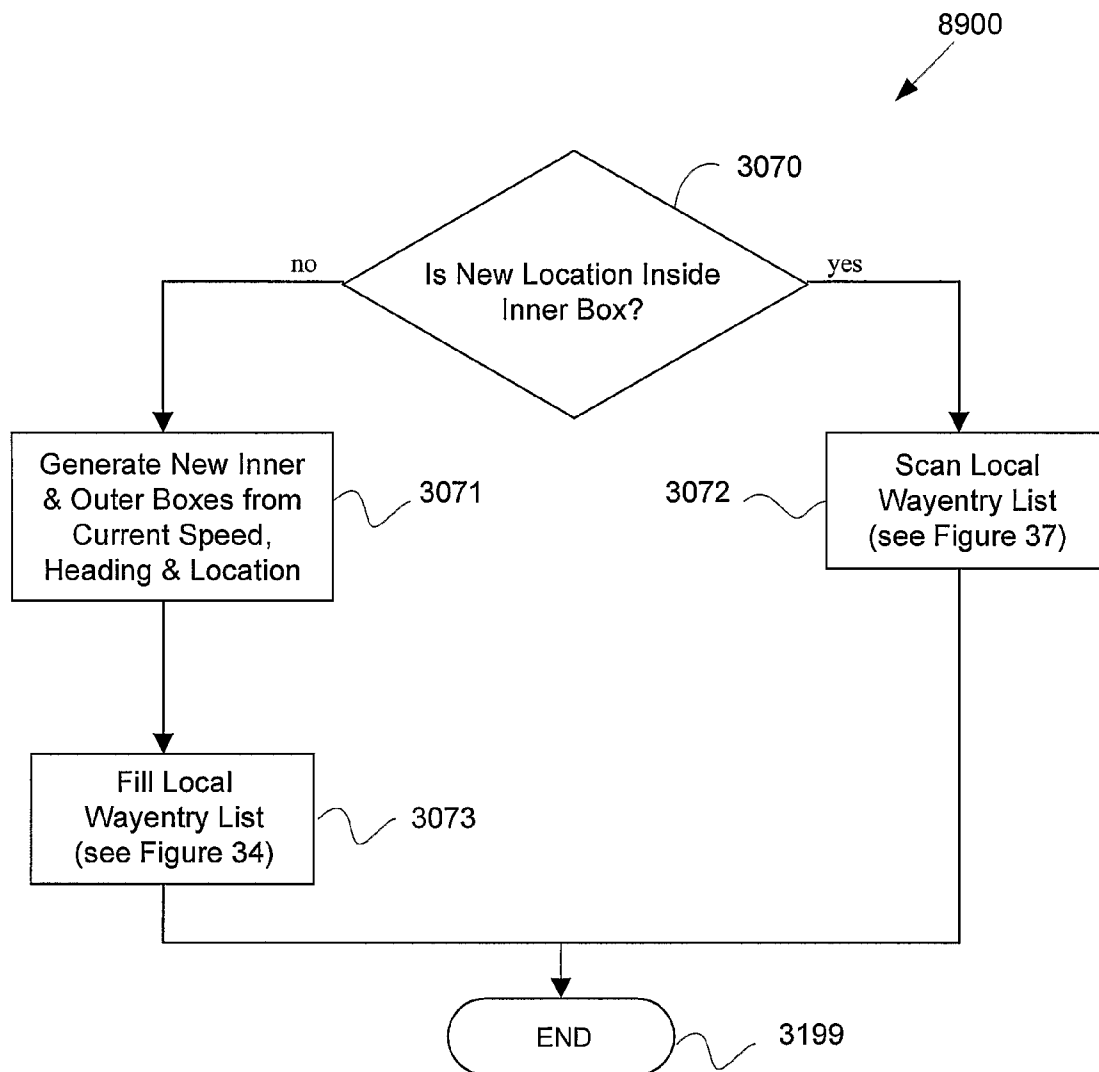 8900
3070
Is New Location Inside
Inner Box?
no
yes
Generate New Inner
& Outer Boxes from
Current Speed,
Heading & Location
3071
3072
Scan Local
Wayentry List
(see Figure 37)
Fill Local
Wayentry List
(see Figure 34)
3073
END
3199